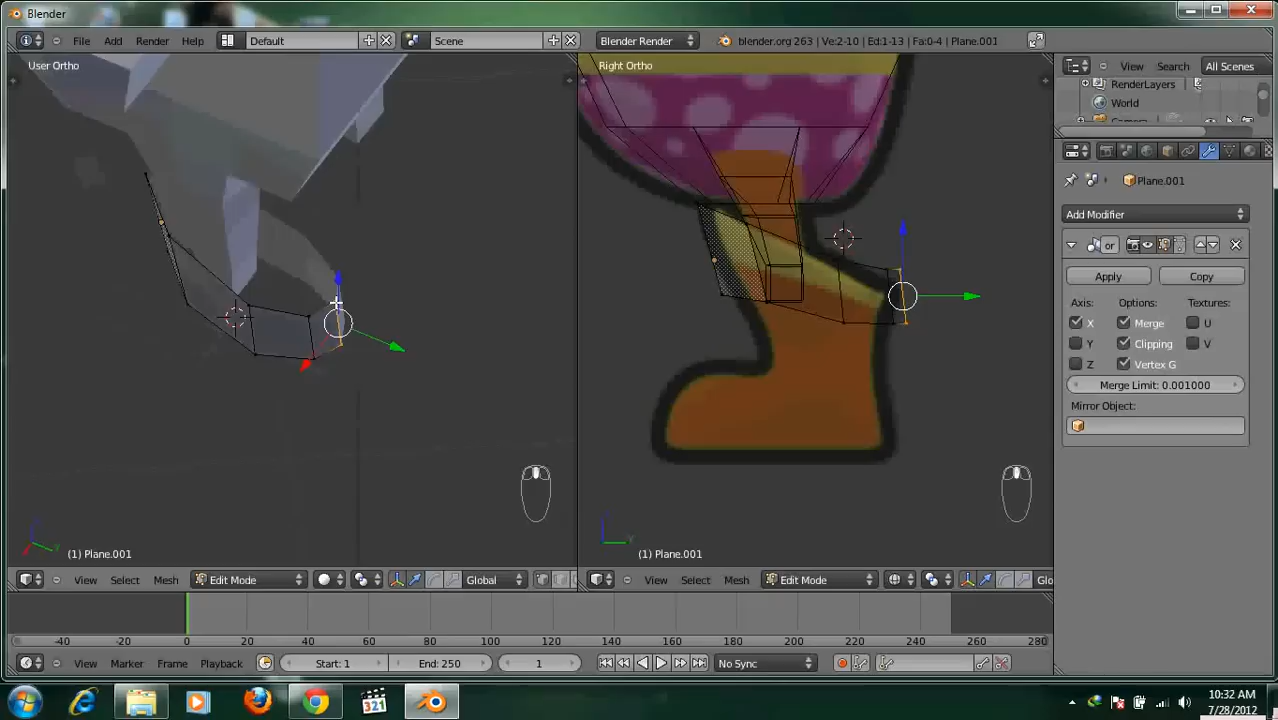 Blender
File Add Render Help Default Scene Blender Render blender.org 263 | Ve:2-10 | Ed:1-13 | Fa:0-4 | Plane.001
User Ortho
Right Ortho
View Search All Scenes
RenderLayers
World
Plane.001
Add Modifier
or
Apply Copy
Axis: Options: Textures:
X Merge U
Y Clipping V
Z Vertex G
Merge Limit: 0.001000
Mirror Object:
(1) Plane.001
(1) Plane.001
View Select Mesh Edit Mode Global
View Select Mesh Edit Mode Glo
-40 -20 0 20 40 60 80 100 120 140 160 180 200 220 240 260 280
View Marker Frame Playback Start: 1 End: 250 1 No Sync
321
10:32 AM
7/28/2012